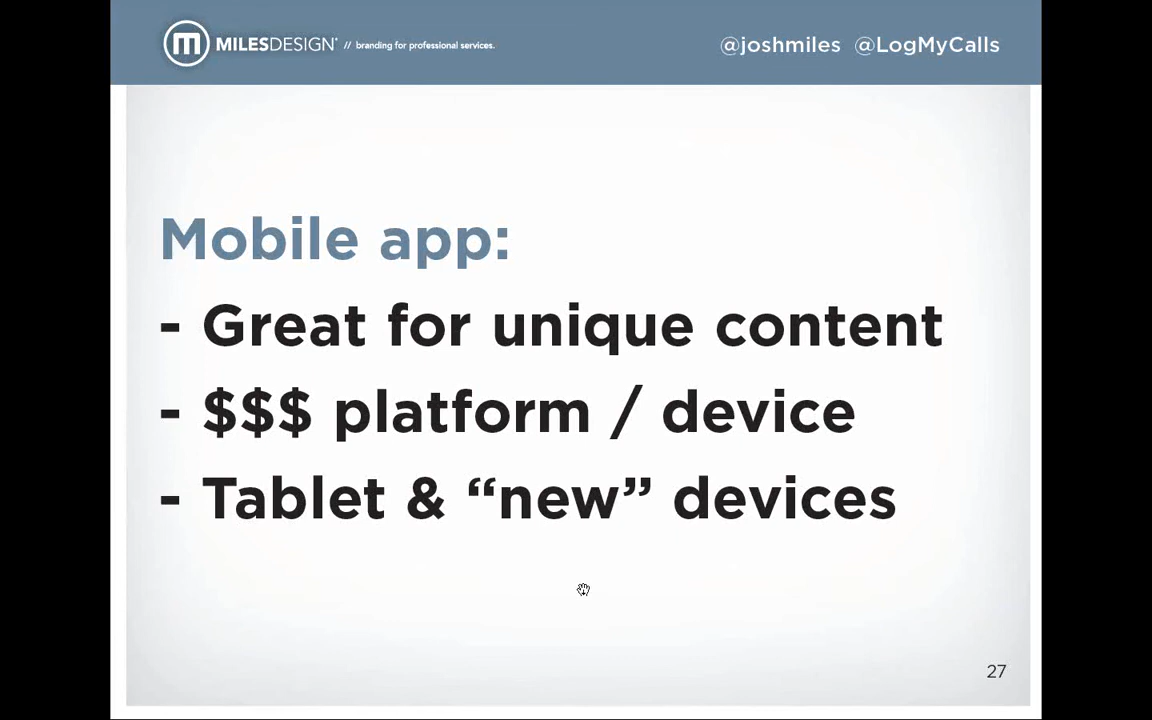 MILESDESIGN® // branding for professional services.
@joshmiles @LogMyCalls
Mobile app:
- Great for unique content
- $$$ platform / device
- Tablet & “new” devices
27